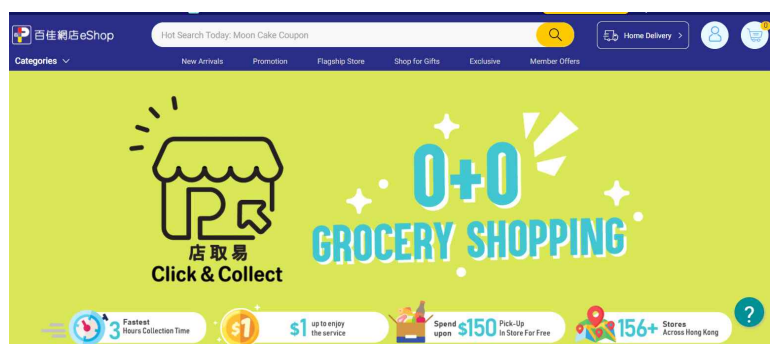 百佳網店eShop
Hot Search Today: Moon Cake Coupon
Home Delivery >
0
Categories
New Arrivals
Promotion
Flagship Store
Shop for Gifts
Exclusive
Member Offers
店取易
Click & Collect
0+0
GROCERY SHOPPING
3 Fastest
Hours Collection Time
$1
$1 up to enjoy
the service
Spend
upon $150 Pick-Up
In Store For Free
156+ Stores
Across Hong Kong
?